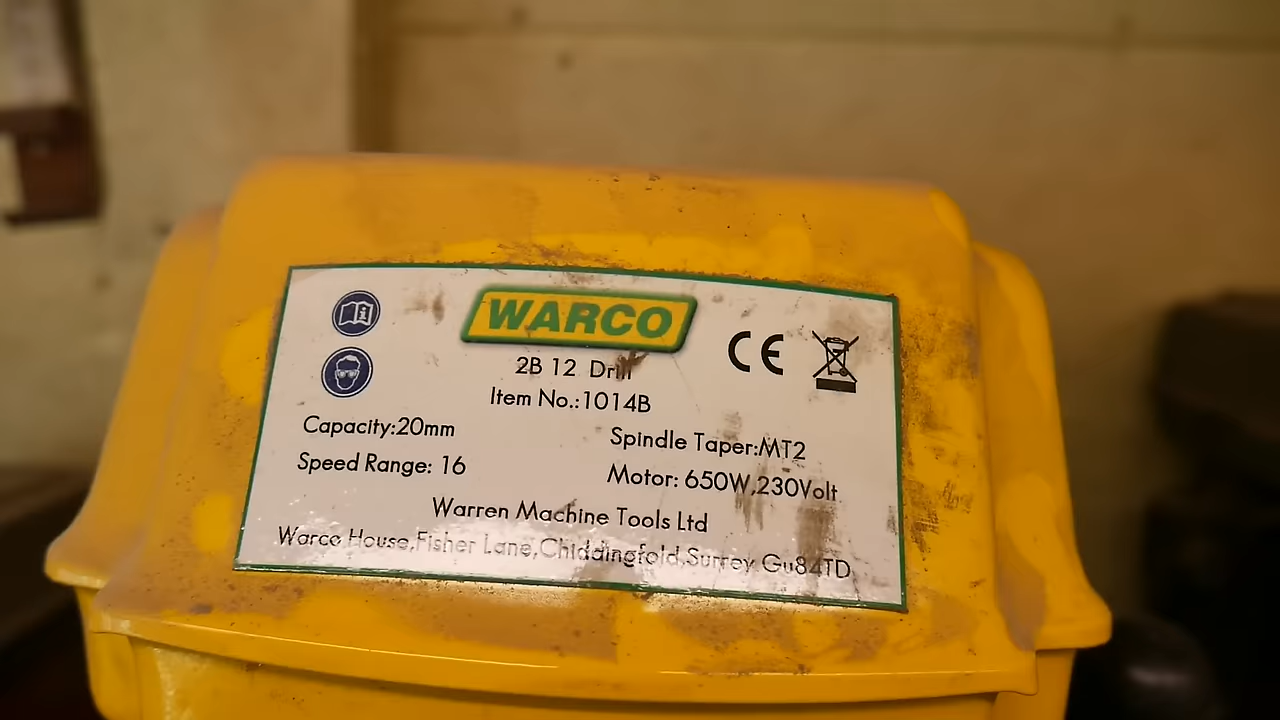 WARCO
CE
2B 12 Drill
Item No.:1014B
Capacity:20mm
Spindle Taper:MT2
Speed Range: 16
Motor: 650W,230Volt
Warren Machine Tools Ltd
Warco House,Fisher Lane,Chiddingfold,Surrey Gu84TD